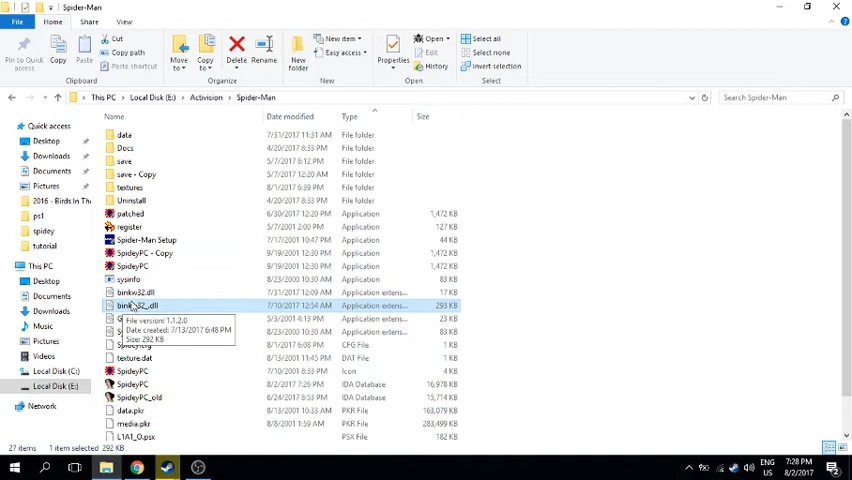 Spider-Man
File Home Share View
Pin to Quick access
Copy
Paste
Cut
Copy path
Paste shortcut
Clipboard
Move to
Copy to
Delete
Rename
Organize
New folder
New item
Easy access
New
Properties
Open
Edit
History
Open
Select all
Select none
Invert selection
Select
This PC > Local Disk (E:) > Activision > Spider-Man
Search Spider-Man
Name Date modified Type Size
Quick access
Desktop
Downloads
Documents
Pictures
2016 - Birds In The
ps1
spidey
tutorial
This PC
Desktop
Documents
Downloads
Music
Pictures
Videos
Local Disk (C:)
Local Disk (E:)
Network
data 7/31/2017 11:31 AM File folder
Docs 4/20/2017 8:33 PM File folder
save 5/7/2017 8:12 PM File folder
save - Copy 5/7/2017 12:20 AM File folder
textures 8/1/2017 6:39 PM File folder
Uninstall 4/20/2017 8:33 PM File folder
patched 6/30/2017 12:20 PM Application 1,472 KB
register 5/7/2001 2:00 PM Application 127 KB
Spider-Man Setup 7/17/2001 10:47 PM Application 44 KB
SpideyPC - Copy 9/19/2001 12:30 PM Application 1,472 KB
SpideyPC 9/19/2001 12:30 PM Application 1,472 KB
sysinfo 8/23/2000 10:30 AM Application 83 KB
binkw32.dll 7/31/2017 12:09 AM Application extens...
binkw32_.dll 7/10/2017 12:54 AM Application extens... 293 KB
5/3/2001 4:13 PM Application extens... 23 KB
8/23/2000 10:30 AM Application extens... 83 KB
8/1/2017 6:08 PM CFG File 1 KB
texture.dat 8/13/2001 11:45 PM DAT File 1 KB
SpideyPC 7/10/2001 8:33 PM Icon 4 KB
SpideyPC 8/2/2017 7:26 PM IDA Database 16,978 KB
SpideyPC_old 6/24/2017 8:53 PM IDA Database 15,714 KB
data.pkr 8/13/2001 10:33 AM PKR File 163,079 KB
media.pkr 8/8/2001 1:59 AM PKR File 283,499 KB
L1A1_O.psx PSX File 182 KB
File version: 1.1.2.0
Date created: 7/13/2017 6:48 PM
Size: 292 KB
27 items 1 item selected 292 KB
ENG
US
7:28 PM
8/2/2017